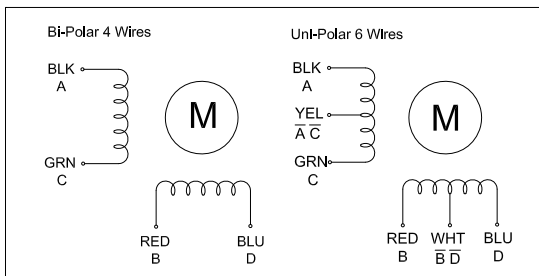 Bi-Polar 4 Wires
BLK
A
M
GRN
C
RED
B
BLU
D
UnI-Polar 6 WIres
BLK
A
YEL
A̅ C̅
M
GRN
C
RED
B
WHT
B̅ D̅
BLU
D